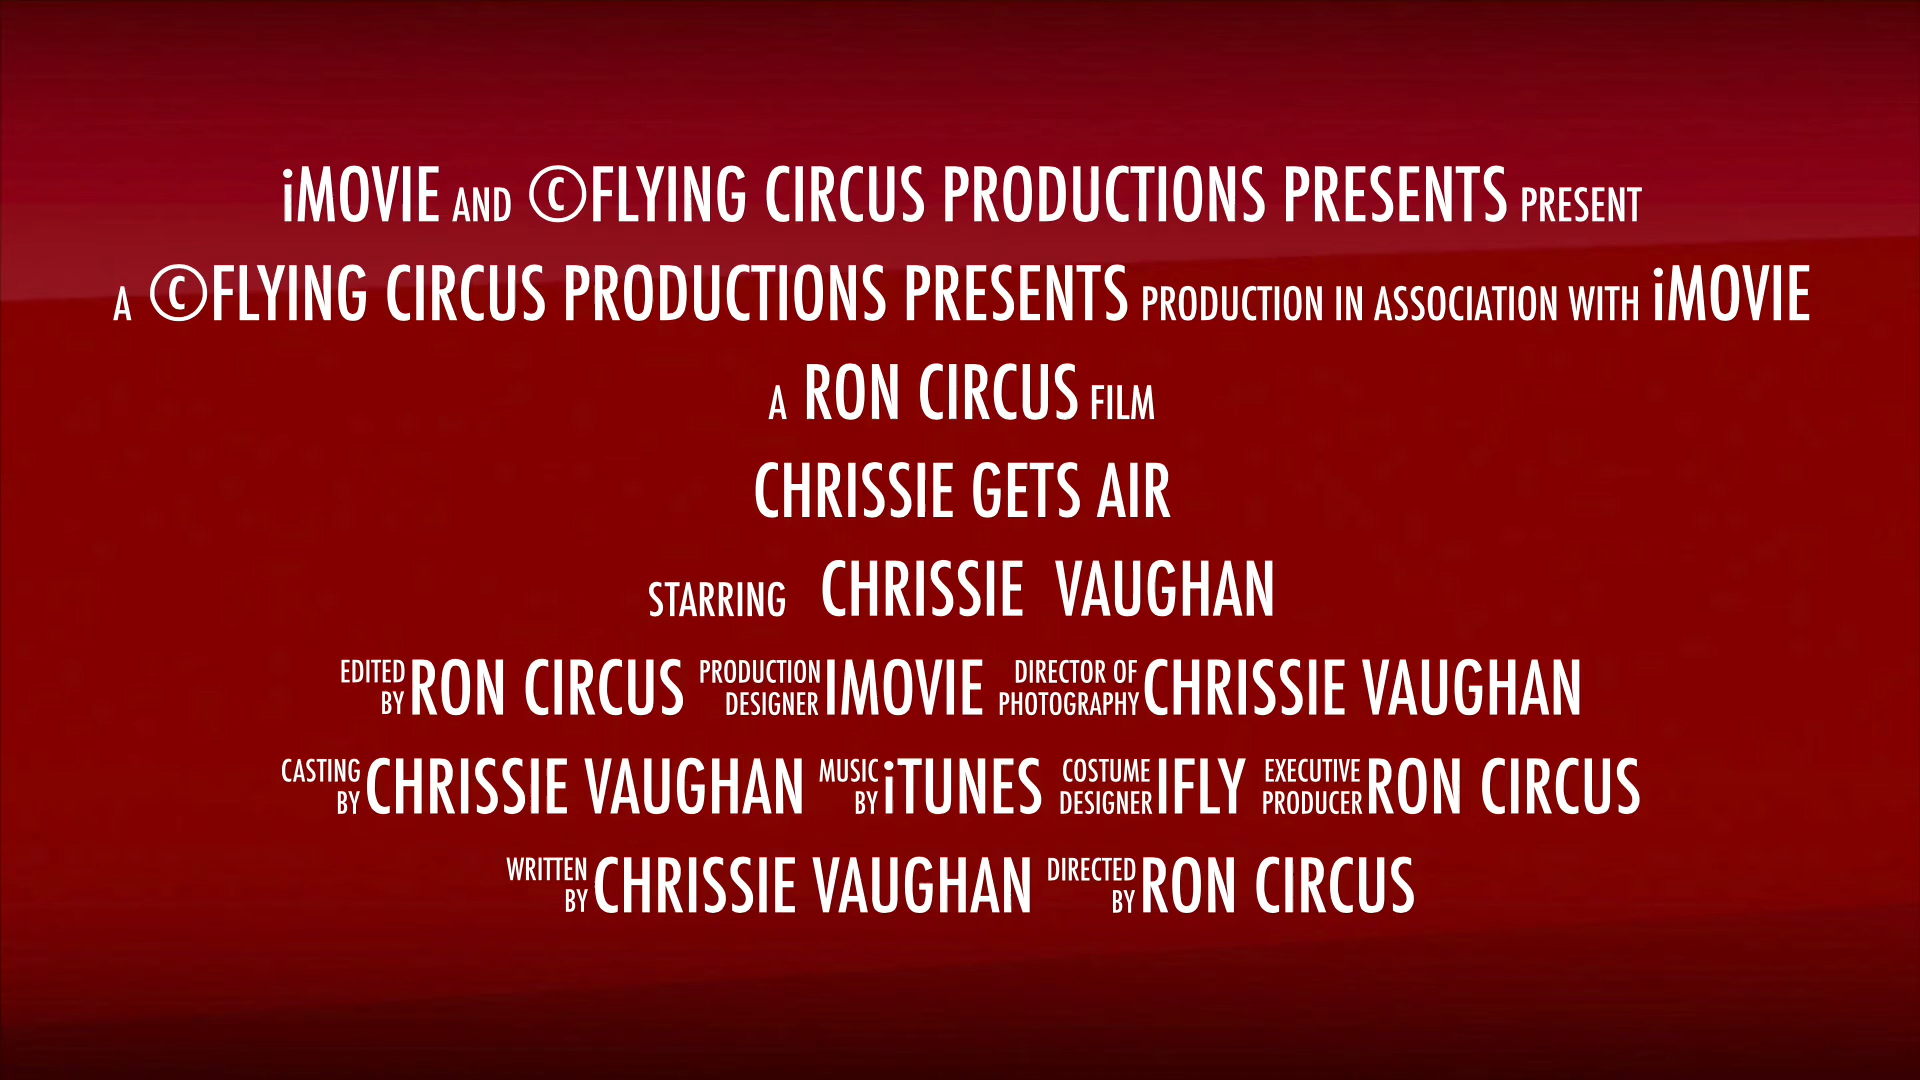 iMOVIE AND ©FLYING CIRCUS PRODUCTIONS PRESENTS PRESENT
A ©FLYING CIRCUS PRODUCTIONS PRESENTS PRODUCTION IN ASSOCIATION WITH iMOVIE
A RON CIRCUS FILM
CHRISSIE GETS AIR
STARRING CHRISSIE VAUGHAN
EDITED BY RON CIRCUS PRODUCTION DESIGNER IMOVIE DIRECTOR OF PHOTOGRAPHY CHRISSIE VAUGHAN
CASTING BY CHRISSIE VAUGHAN MUSIC BY iTUNES COSTUME DESIGNER IFLY EXECUTIVE PRODUCER RON CIRCUS
WRITTEN BY CHRISSIE VAUGHAN DIRECTED BY RON CIRCUS